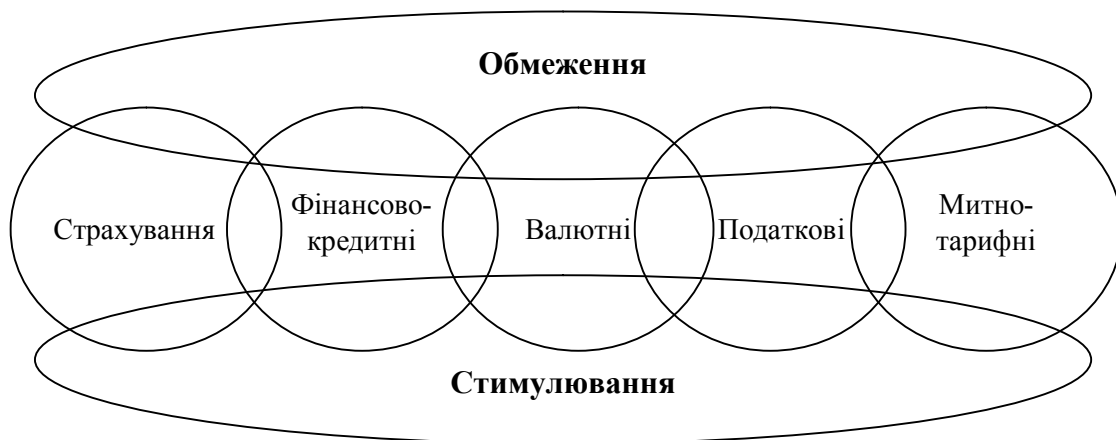 Обмеження
Страхування
Фінансово-
кредитні
Валютні
Податкові
Митно-
тарифні
Стимулювання